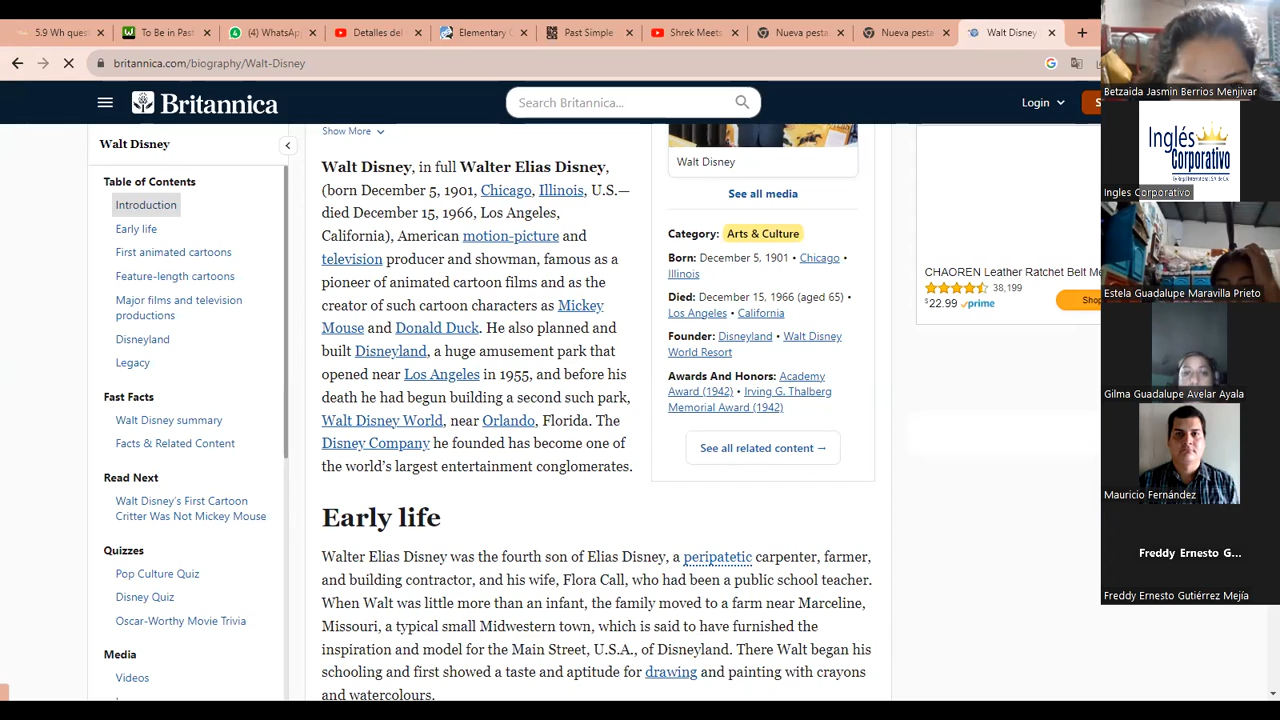 5.9 Wh ques
To Be in Past
(4) WhatsAp
Detalles del
Elementary C
Past Simple
Shrek Meets
Nueva pesta
Nueva pesta
Walt Disney
britannica.com/biography/Walt-Disney
Britannica
Search Britannica...
Login
S
Walt Disney
Table of Contents
Introduction
Early life
First animated cartoons
Feature-length cartoons
Major films and television
productions
Disneyland
Legacy
Fast Facts
Walt Disney summary
Facts & Related Content
Read Next
Walt Disney's First Cartoon
Critter Was Not Mickey Mouse
Quizzes
Pop Culture Quiz
Disney Quiz
Oscar-Worthy Movie Trivia
Media
Videos
Show More
Walt Disney, in full Walter Elias Disney,
(born December 5, 1901, Chicago, Illinois, U.S.—
died December 15, 1966, Los Angeles,
California), American motion-picture and
television producer and showman, famous as a
pioneer of animated cartoon films and as the
creator of such cartoon characters as Mickey
Mouse and Donald Duck. He also planned and
built Disneyland, a huge amusement park that
opened near Los Angeles in 1955, and before his
death he had begun building a second such park,
Walt Disney World, near Orlando, Florida. The
Disney Company he founded has become one of
the world's largest entertainment conglomerates.
Early life
Walter Elias Disney was the fourth son of Elias Disney, a peripatetic carpenter, farmer,
and building contractor, and his wife, Flora Call, who had been a public school teacher.
When Walt was little more than an infant, the family moved to a farm near Marceline,
Missouri, a typical small Midwestern town, which is said to have furnished the
inspiration and model for the Main Street, U.S.A., of Disneyland. There Walt began his
schooling and first showed a taste and aptitude for drawing and painting with crayons
and watercolours.
Walt Disney
See all media
Category: Arts & Culture
Born: December 5, 1901 • Chicago •
Illinois
Died: December 15, 1966 (aged 65) •
Los Angeles • California
Founder: Disneyland • Walt Disney
World Resort
Awards And Honors: Academy
Award (1942) • Irving G. Thalberg
Memorial Award (1942)
See all related content →
CHAOREN Leather Ratchet Belt Me
38,199
$22.99 prime
Shop
Betzaida Jasmin Berrios Menjivar
Inglés
Corporativo
Ingles Corporativo
Estela Guadalupe Maravilla Prieto
Gilma Guadalupe Avelar Ayala
Mauricio Fernández
Freddy Ernesto G...
Freddy Ernesto Gutiérrez Mejía